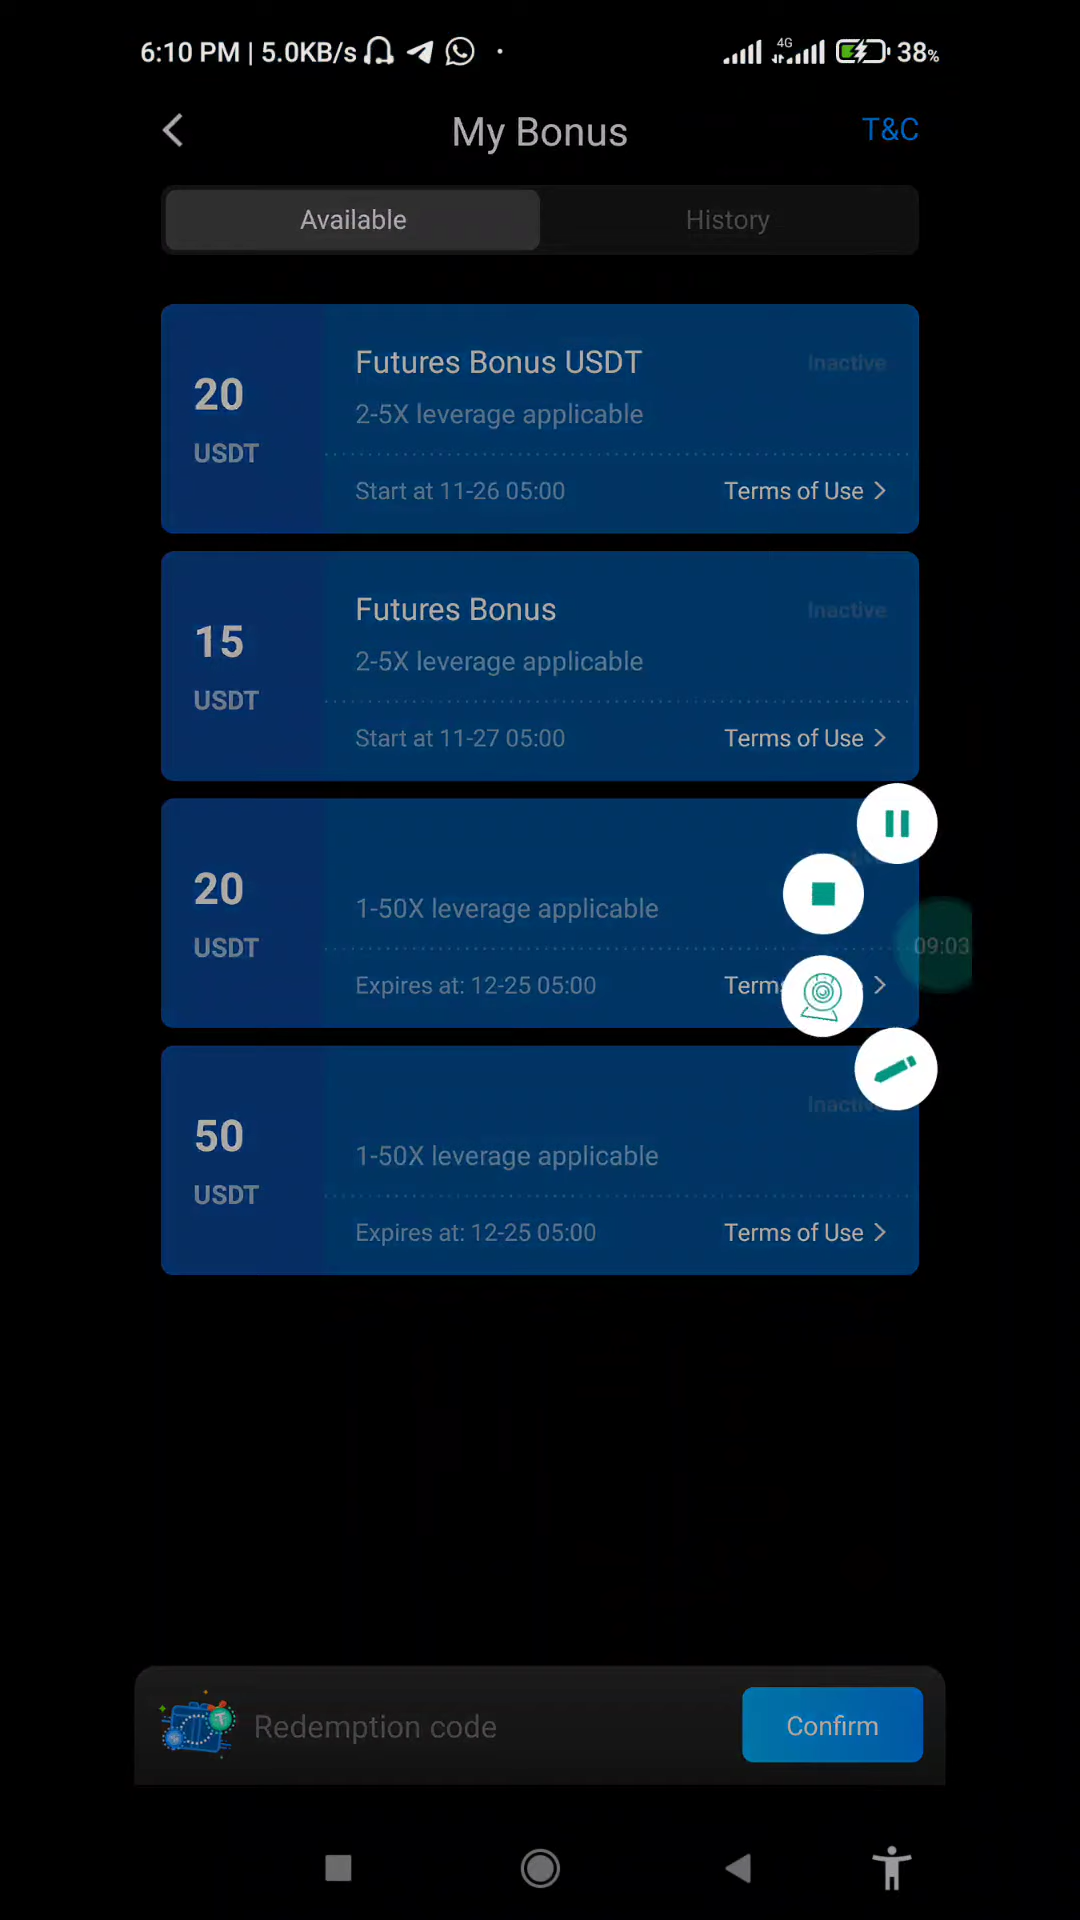 6:10 PM | 5.0KB/s
4G
38%
My Bonus
T&C
Available
History
20
USDT
Futures Bonus USDT
Inactive
2-5X leverage applicable
Start at 11-26 05:00
Terms of Use
15
USDT
Futures Bonus
Inactive
2-5X leverage applicable
Start at 11-27 05:00
Terms of Use
20
USDT
1-50X leverage applicable
09:03
Expires at: 12-25 05:00
50
USDT
1-50X leverage applicable
Expires at: 12-25 05:00
Terms of Use
Redemption code
Confirm